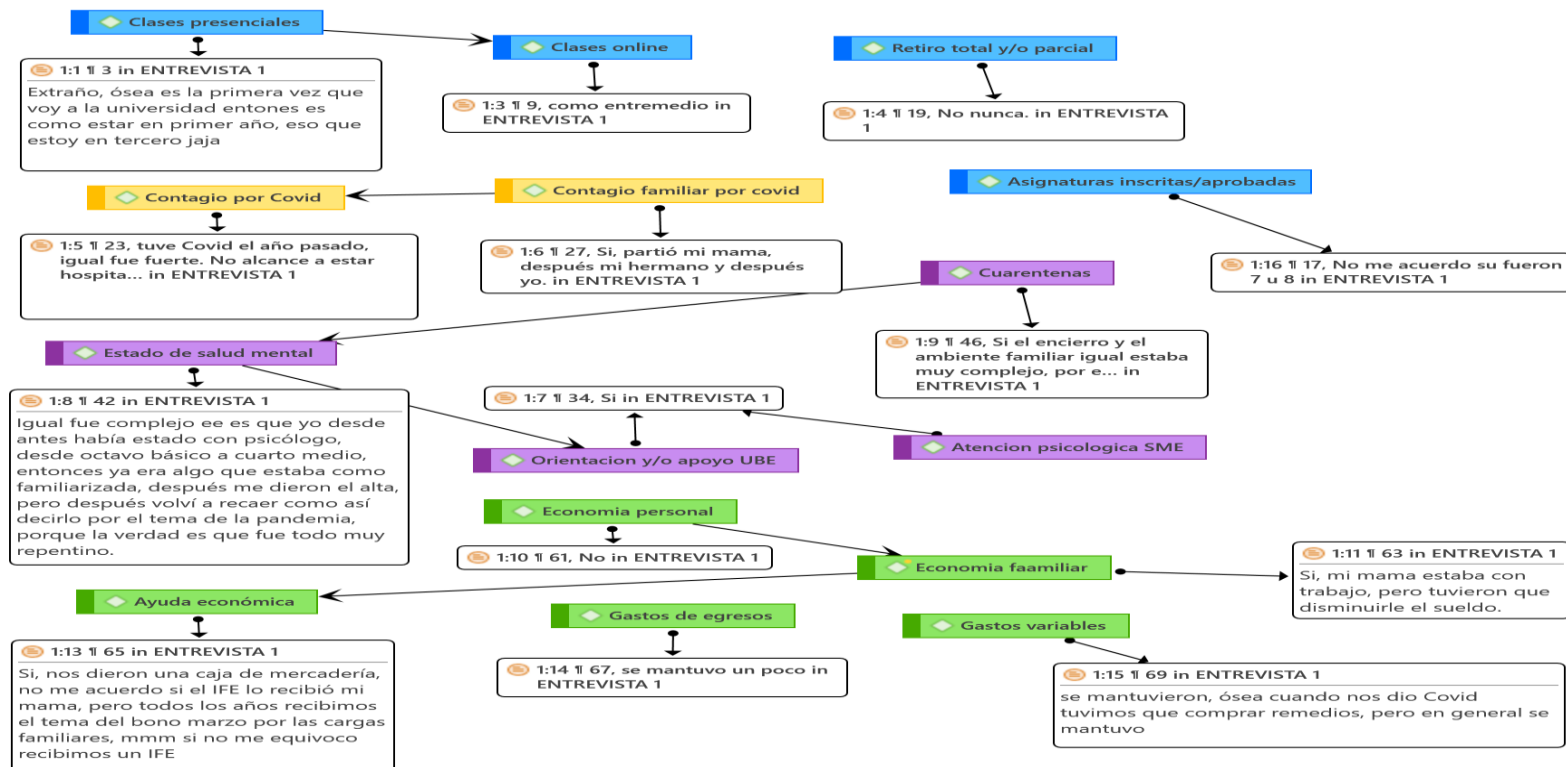 Clases presenciales
1:1 ¶ 3 in ENTREVISTA 1
Extraño, ósea es la primera vez que
voy a la universidad entones es
como estar en primer año, eso que
estoy en tercero jaja
Clases online
1:3 ¶ 9, como entremedio in
ENTREVISTA 1
Retiro total y/o parcial
1:4 ¶ 19, No nunca. in ENTREVISTA
1
Contagio por Covid
1:5 ¶ 23, tuve Covid el año pasado,
igual fue fuerte. No alcance a estar
hospita... in ENTREVISTA 1
Contagio familiar por covid
1:6 ¶ 27, Si, partió mi mama,
después mi hermano y después
yo. in ENTREVISTA 1
Asignaturas inscritas/aprobadas
1:16 ¶ 17, No me acuerdo su fueron
7 u 8 in ENTREVISTA 1
Cuarentenas
1:9 ¶ 46, Si el encierro y el
ambiente familiar igual estaba
muy complejo, por e... in
ENTREVISTA 1
Estado de salud mental
1:8 ¶ 42 in ENTREVISTA 1
Igual fue complejo ee es que yo desde
antes había estado con psicólogo,
desde octavo básico a cuarto medio,
entonces ya era algo que estaba como
familiarizada, después me dieron el alta,
pero después volví a recaer como así
decirlo por el tema de la pandemia,
porque la verdad es que fue todo muy
repentino.
1:7 ¶ 34, Si in ENTREVISTA 1
Orientacion y/o apoyo UBE
Atencion psicologica SME
Economia personal
1:10 ¶ 61, No in ENTREVISTA 1
Economia faamiliar
1:11 ¶ 63 in ENTREVISTA 1
Si, mi mama estaba con
trabajo, pero tuvieron que
disminuirle el sueldo.
Ayuda económica
1:13 ¶ 65 in ENTREVISTA 1
Si, nos dieron una caja de mercadería,
no me acuerdo si el IFE lo recibió mi
mama, pero todos los años recibimos
el tema del bono marzo por las cargas
familiares, mmm si no me equivoco
recibimos un IFE
Gastos de egresos
1:14 ¶ 67, se mantuvo un poco in
ENTREVISTA 1
Gastos variables
1:15 ¶ 69 in ENTREVISTA 1
se mantuvieron, ósea cuando nos dio Covid
tuvimos que comprar remedios, pero en general se
mantuvo